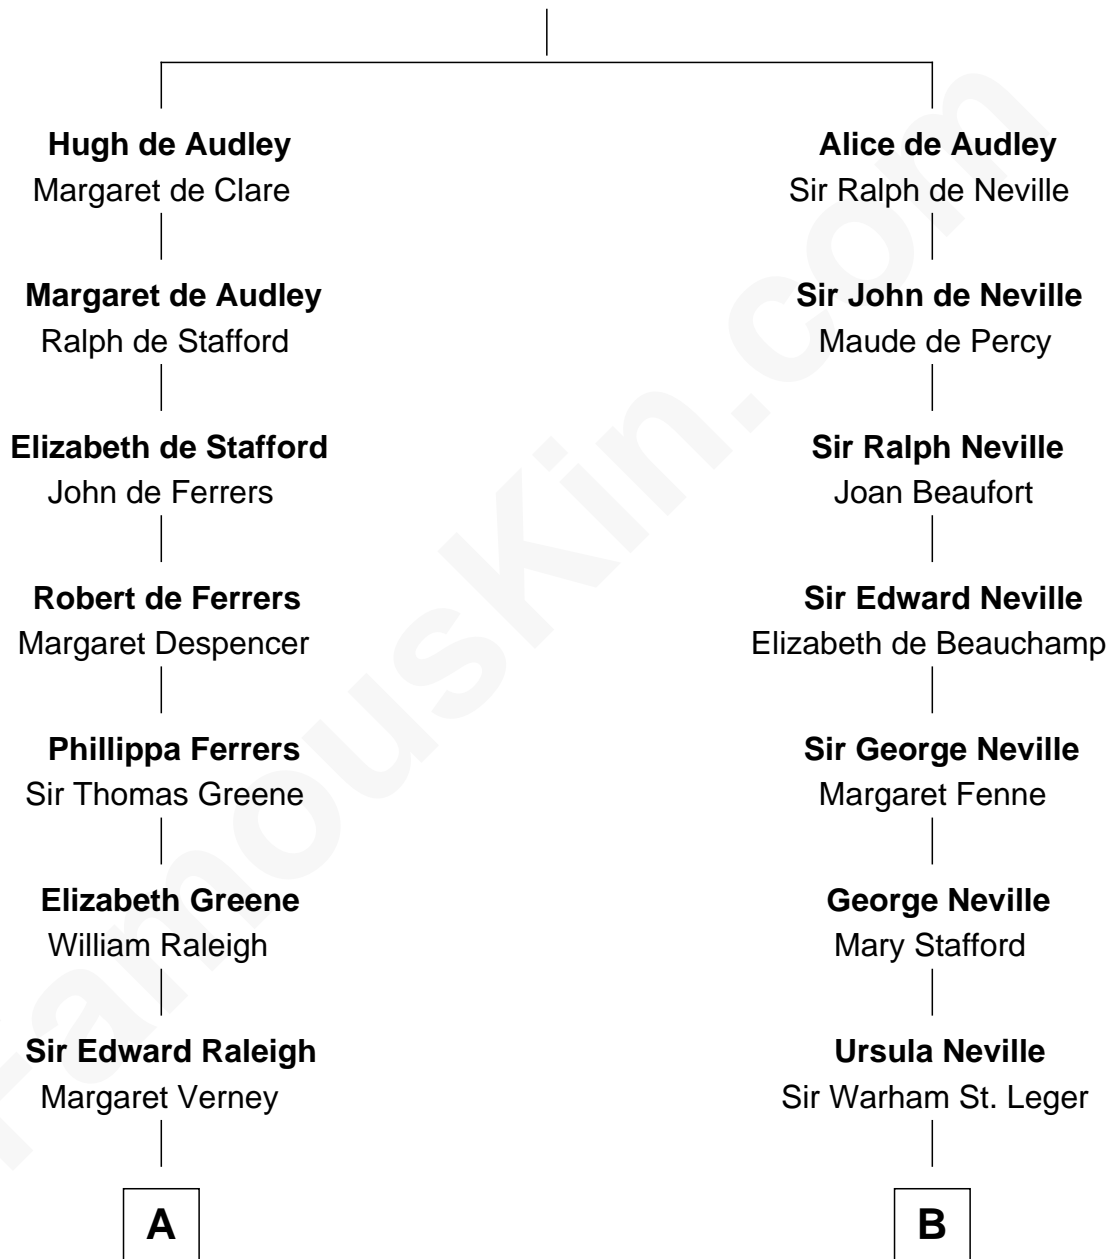 Hugh de Audley
Margaret de Clare
Margaret de Audley
Ralph de Stafford
Elizabeth de Stafford
John de Ferrers
Robert de Ferrers
Margaret Despencer
Phillippa Ferrers
Sir Thomas Greene
Elizabeth Greene
William Raleigh
Sir Edward Raleigh
Margaret Verney
A
Alice de Audley
Sir Ralph de Neville
Sir John de Neville
Maude de Percy
Sir Ralph Neville
Joan Beaufort
Sir Edward Neville
Elizabeth de Beauchamp
Sir George Neville
Margaret Fenne
George Neville
Mary Stafford
Ursula Neville
Sir Warham St. Leger
B
FamousKin.com